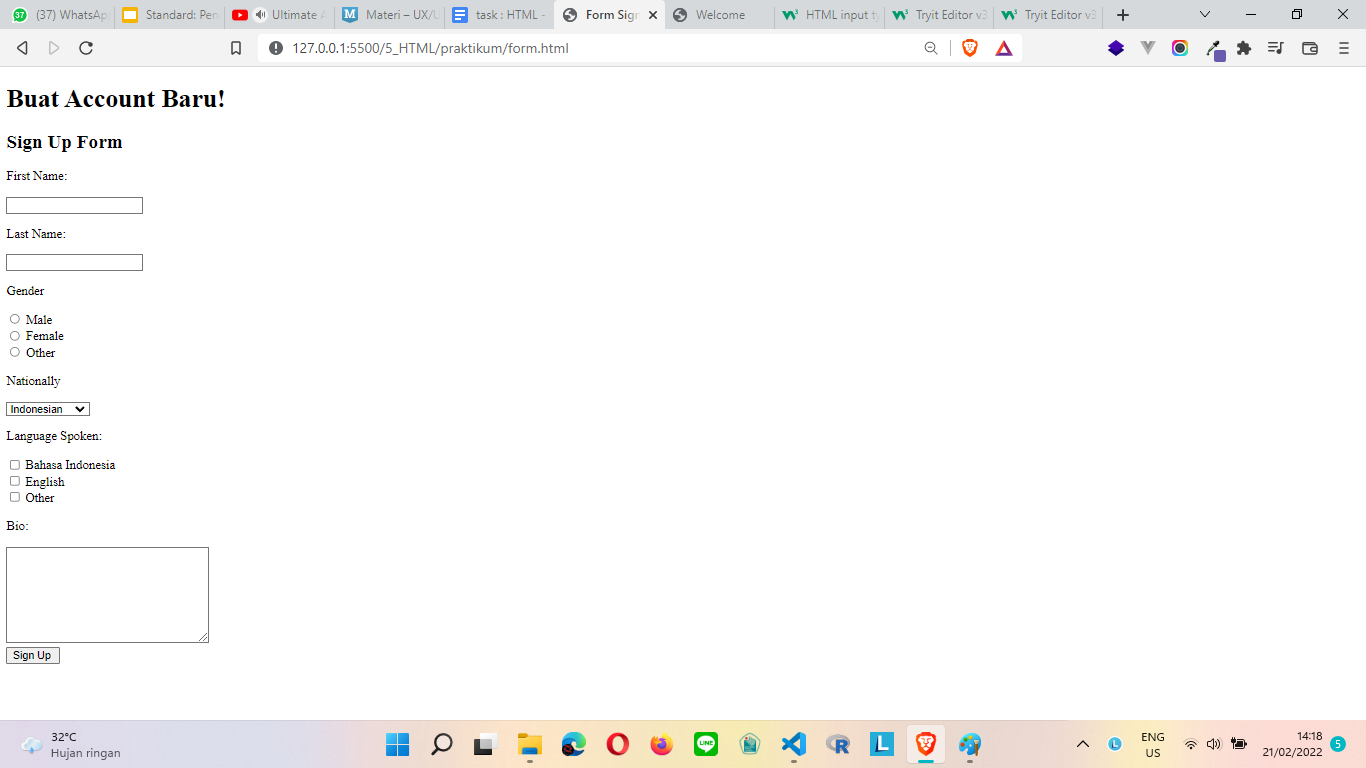 37 (37) WhatsAp
Standard: Pen
Ultimate A
Materi – UX/U
task : HTML -
Form Sign
Welcome
HTML input ty
Tryit Editor v3
Tryit Editor v3
127.0.0.1:5500/5_HTML/praktikum/form.html
Buat Account Baru!
Sign Up Form
First Name:
Last Name:
Gender
Male
Female
Other
Nationally
Indonesian
Language Spoken:
Bahasa Indonesia
English
Other
Bio:
Sign Up
32°C
Hujan ringan
LINE
R
L
L
ENG
US
14:18
21/02/2022
5